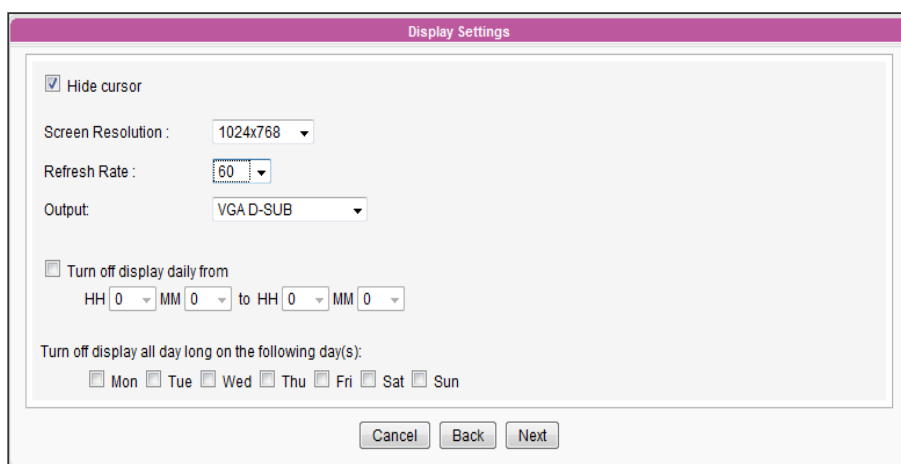 Display Settings
Hide cursor
Screen Resolution : 1024x768
Refresh Rate : 60
Output: VGA D-SUB
Turn off display daily from
HH 0 MM 0 to HH 0 MM 0
Turn off display all day long on the following day(s):
Mon Tue Wed Thu Fri Sat Sun
Cancel Back Next